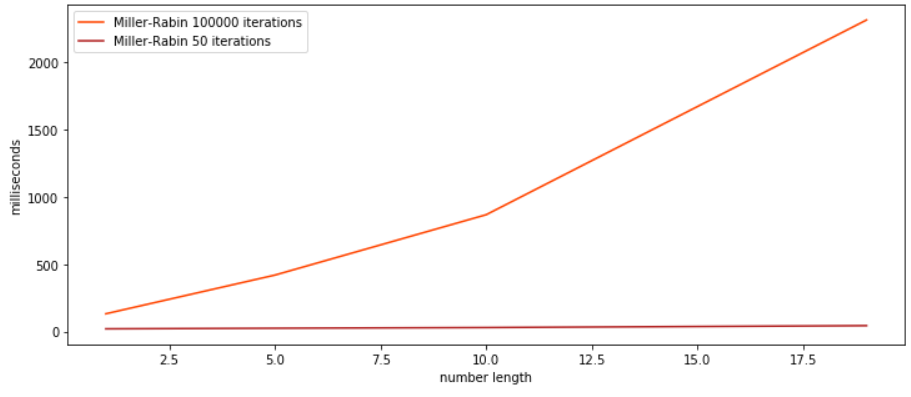 Miller-Rabin 100000 iterations
Miller-Rabin 50 iterations
2000
1500
1000
500
0
milliseconds
2.5 5.0 7.5 10.0 12.5 15.0 17.5
number length